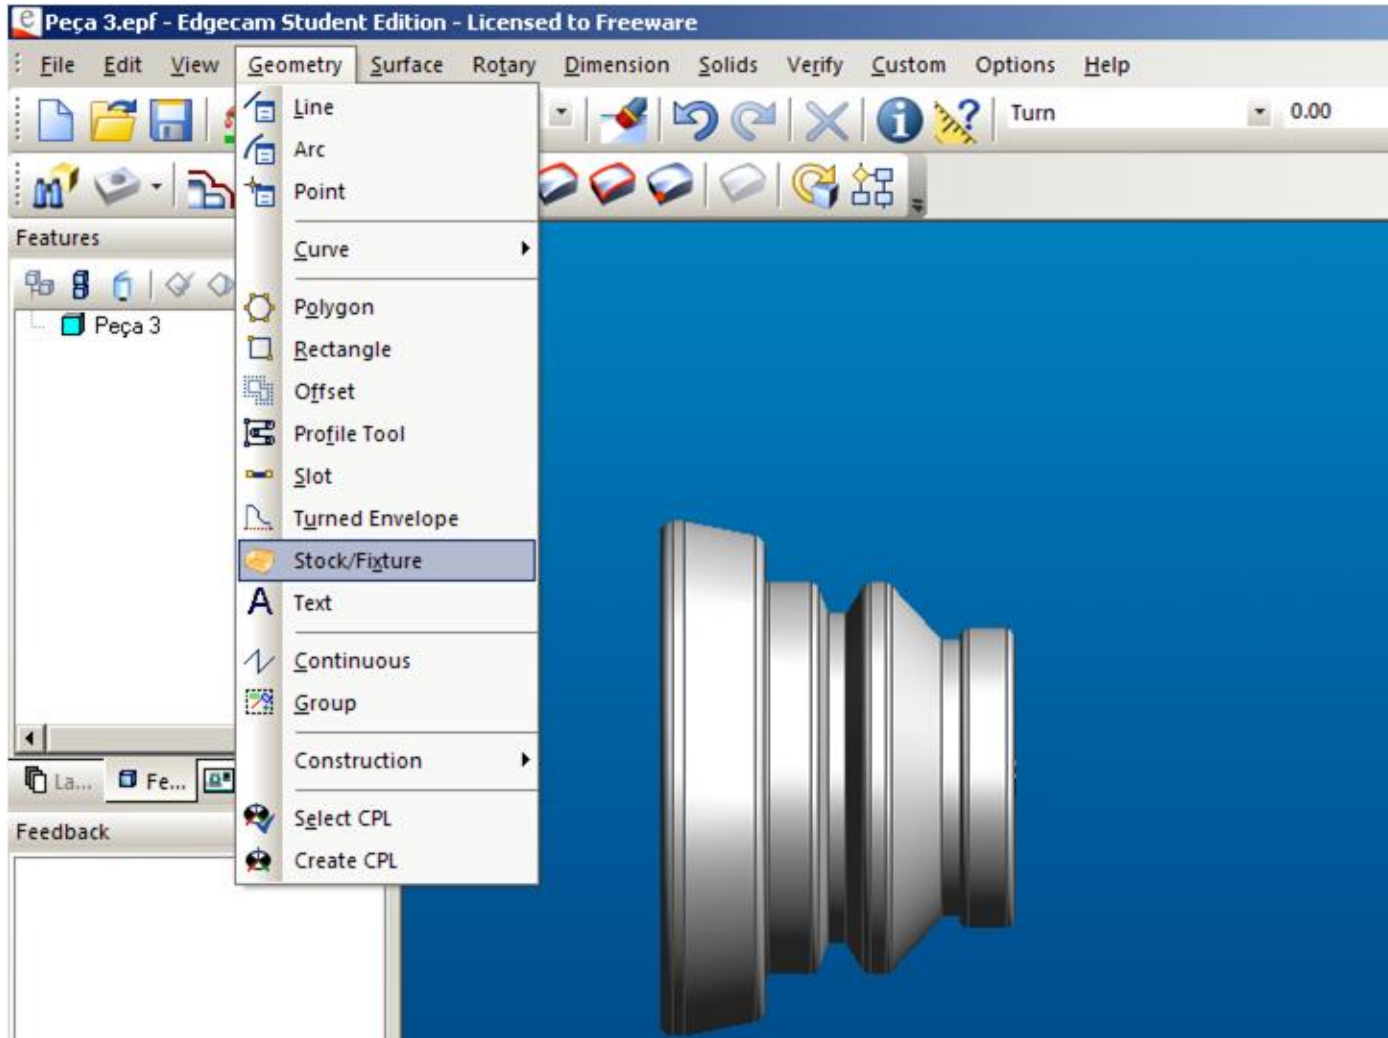 Peça 3.epf - Edgecam Student Edition - Licensed to Freeware
File Edit View Geometry Surface Rotary Dimension Solids Verify Custom Options Help
Turn 0.00
Features
Peça 3
Line
Arc
Point
Curve
Polygon
Rectangle
Offset
Profile Tool
Slot
Turned Envelope
Stock/Fixture
Text
Continuous
Group
Construction
Select CPL
Create CPL
La... Fe...
Feedback